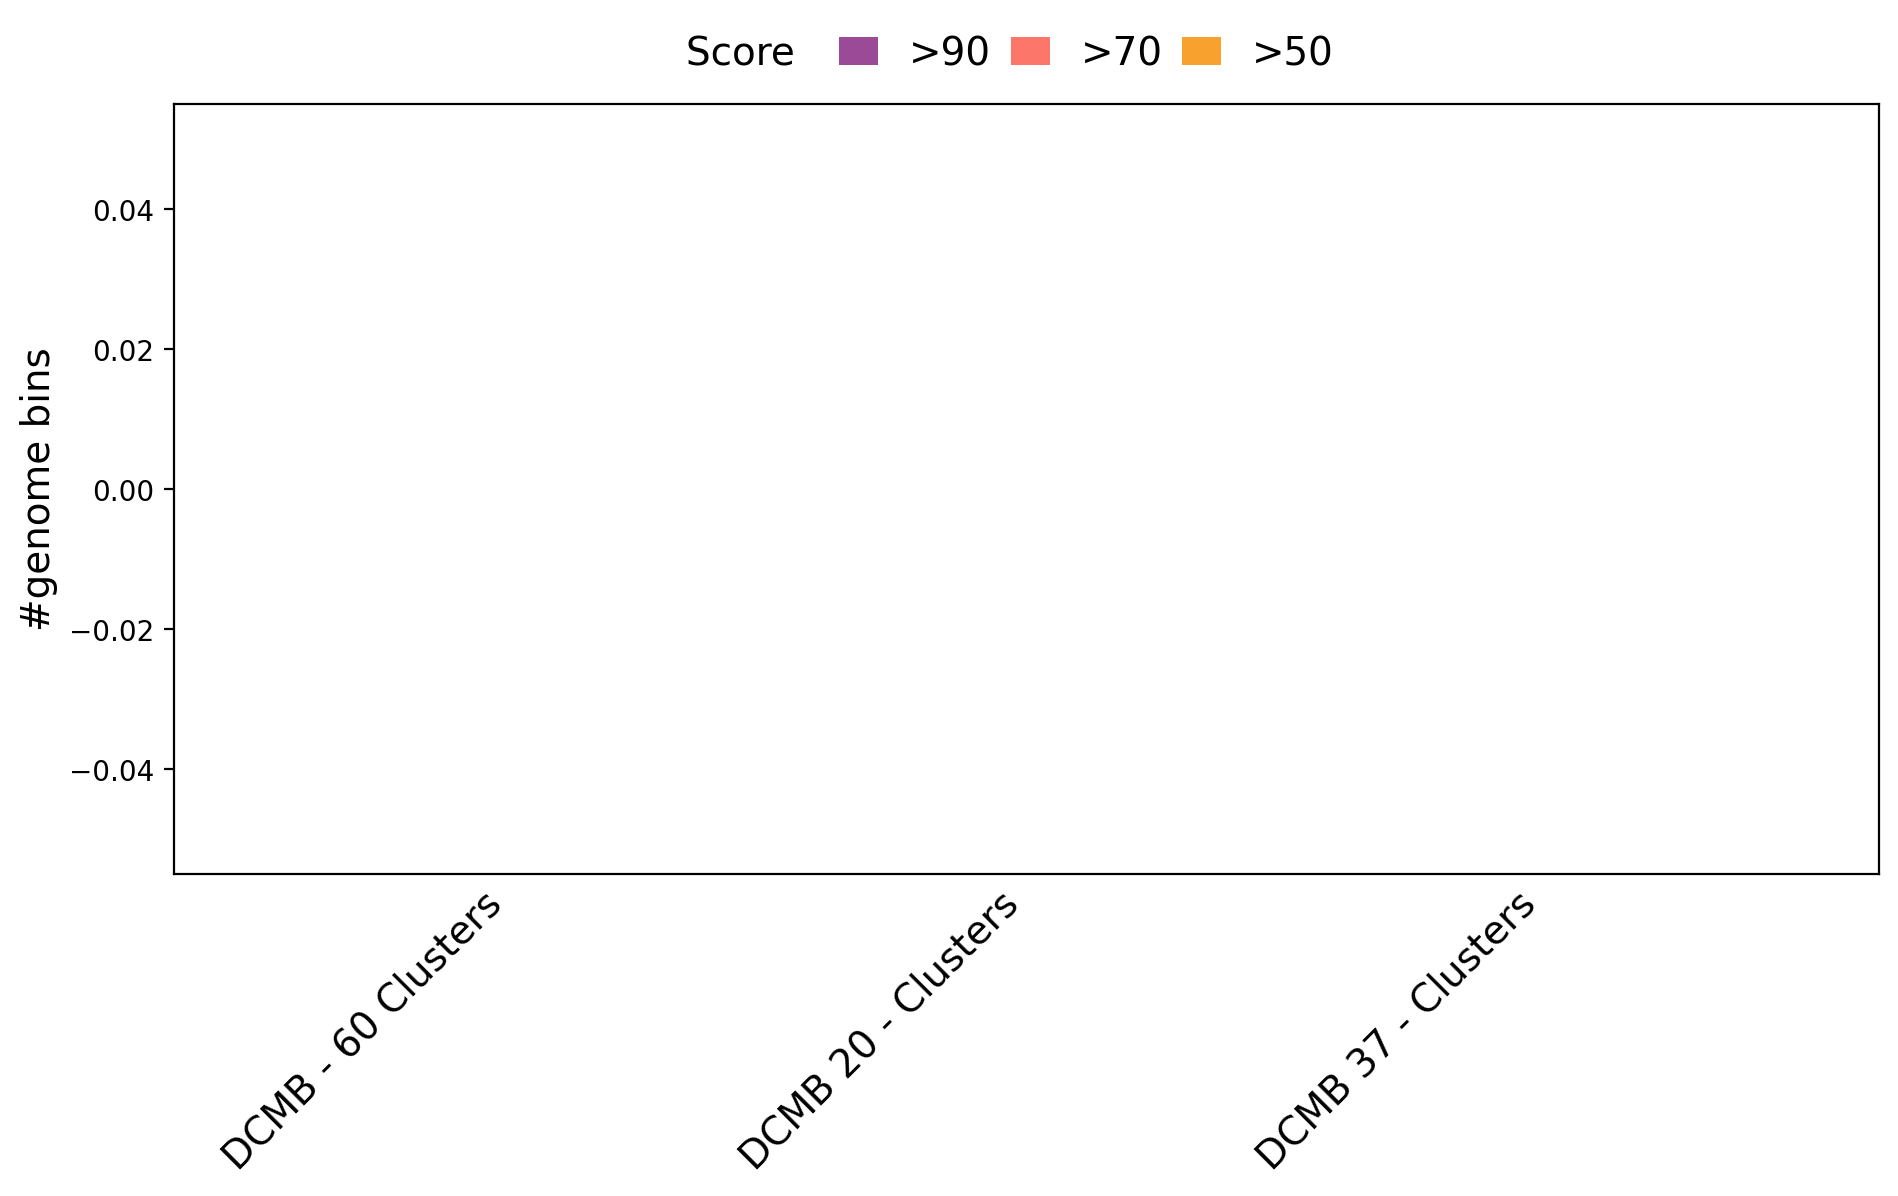 Score >90 >70 >50
#genome bins
0.04
0.02
0.00
−0.02
−0.04
DCMB - 60 Clusters
DCMB 20 - Clusters
DCMB 37 - Clusters